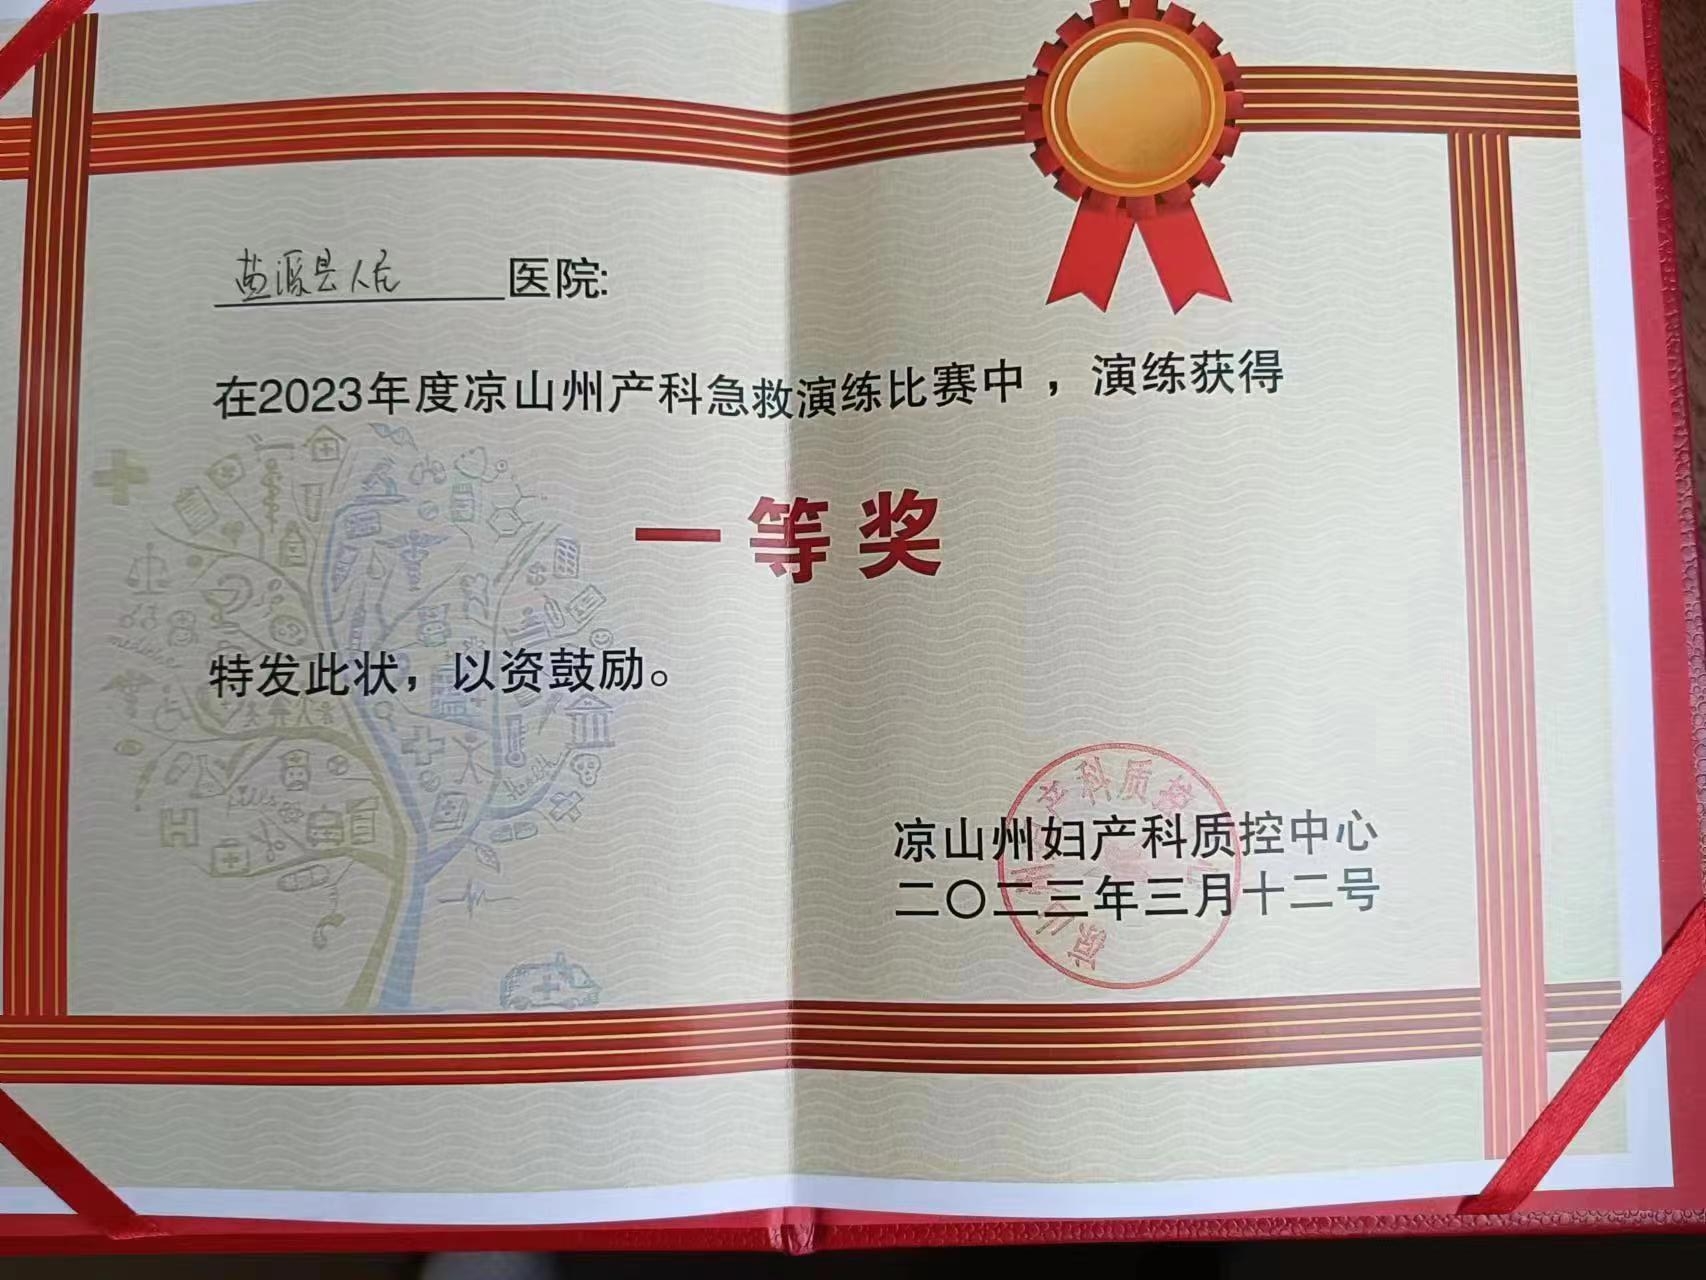 盐源县人民医院:
在2023年度凉山州产科急救演练比赛中，演练获得
一等奖
特发此状，以资鼓励。
凉山州妇产科质控中心
二〇二三年三月十二号
medicine
pills
Health